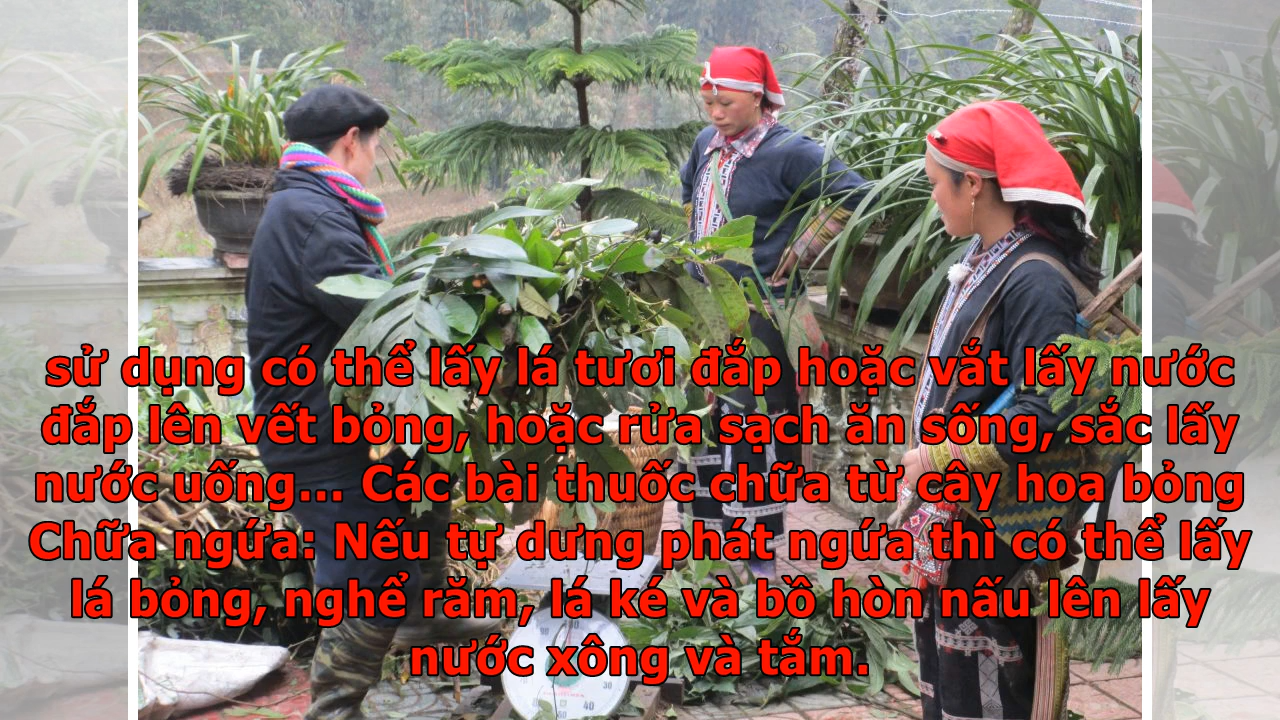 sử dụng có thể lấy lá tươi đắp hoặc vắt lấy nước
đắp lên vết bỏng, hoặc rửa sạch ăn sống, sắc lấy
nước uống... Các bài thuốc chữa từ cây hoa bỏng
Chữa ngứa: Nếu tự dưng phát ngứa thì có thể lấy
lá bỏng, nghể răm, lá ké và bồ hòn nấu lên lấy
nước xông và tắm.